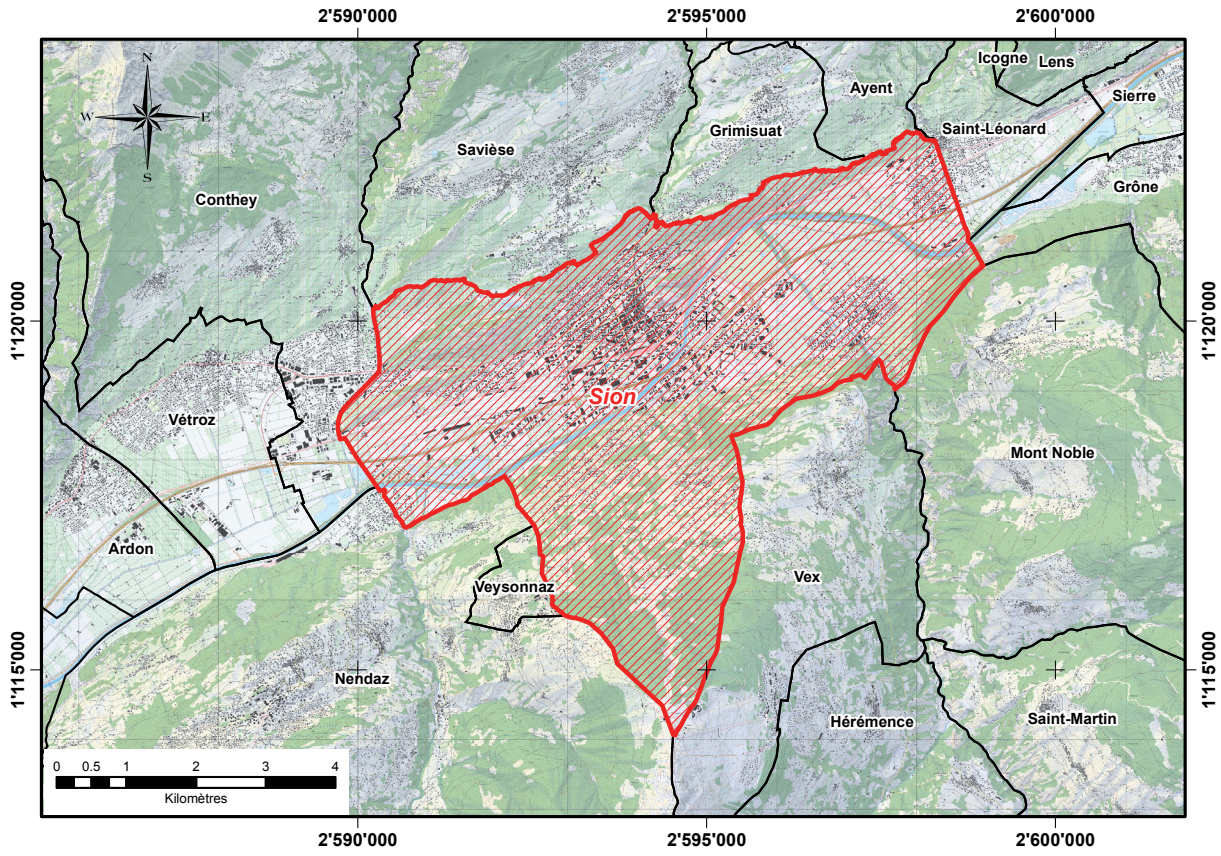 2'590'000 2'595'000 2'600'000
N
W E
S
Icogne Lens
Ayent
Sierre
Grimisuat
Saint-Léonard
Savièse
Grône
Conthey
1'120'000 1'120'000
Sion
Vétroz
Mont Noble
Ardon
Veysonnaz
Vex
Nendaz
1'115'000 1'115'000
Hérémence
Saint-Martin
0 0.5 1 2 3 4
Kilomètres
2'590'000 2'595'000 2'600'000